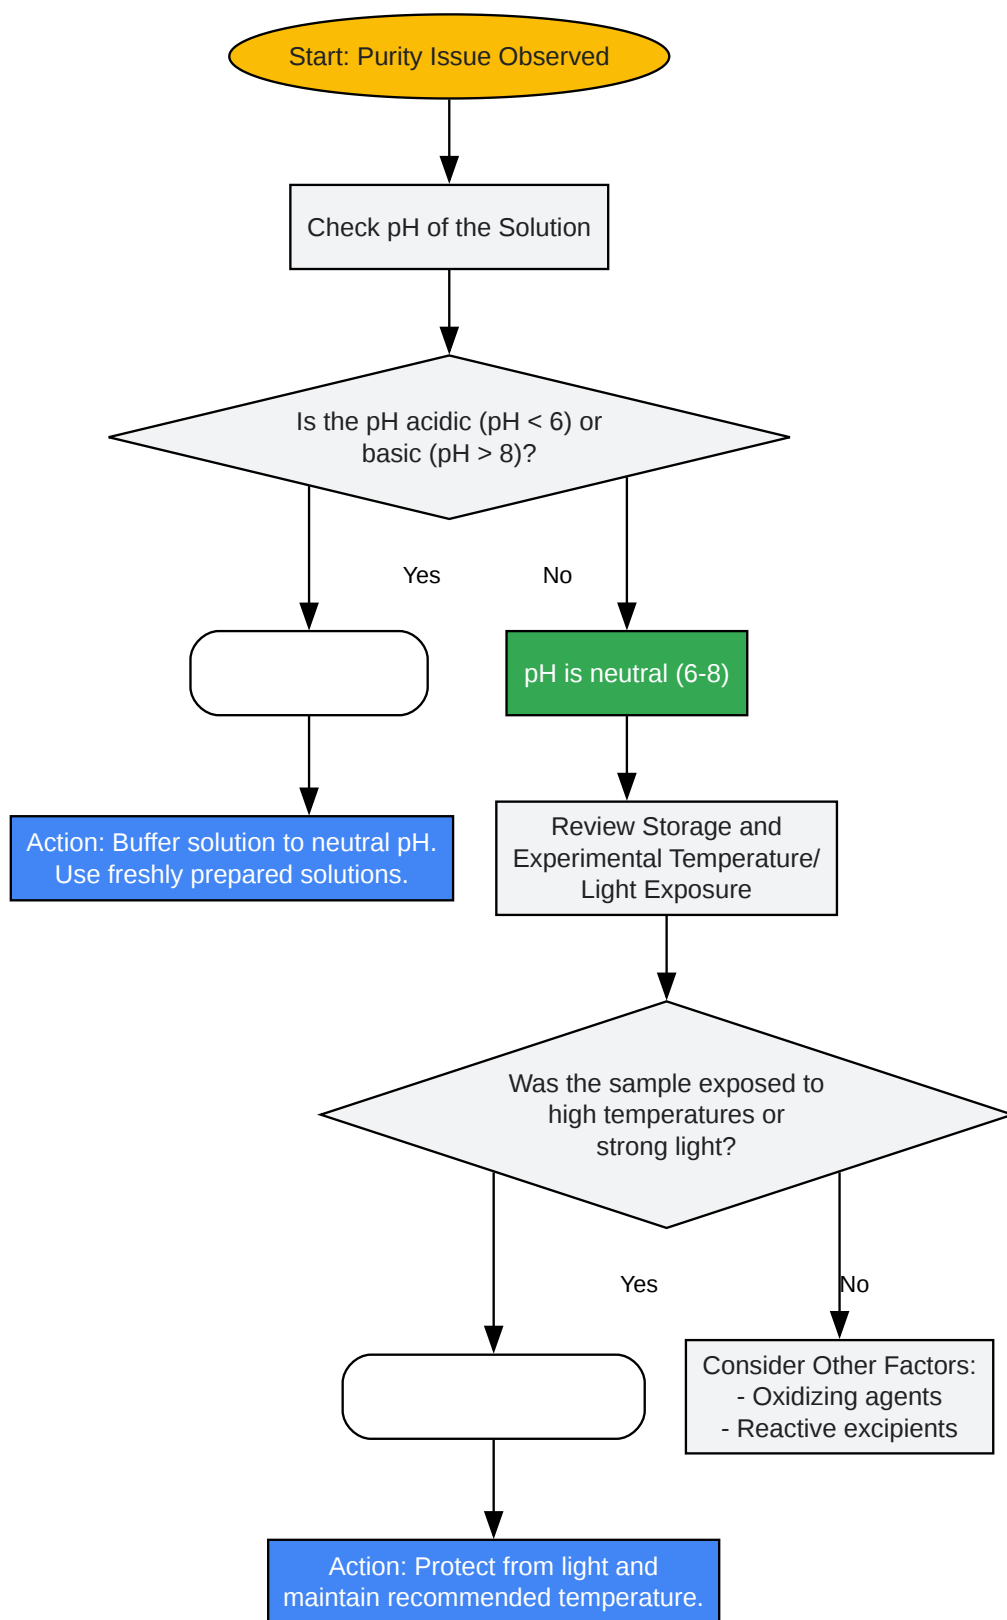 Start: Purity Issue Observed
Check pH of the Solution
Is the pH acidic (pH < 6) or
basic (pH > 8)?
Yes
No
pH is neutral (6-8)
Action: Buffer solution to neutral pH.
Use freshly prepared solutions.
Review Storage and
Experimental Temperature/
Light Exposure
Was the sample exposed to
high temperatures or
strong light?
Yes
No
Consider Other Factors:
- Oxidizing agents
- Reactive excipients
Action: Protect from light and
maintain recommended temperature.